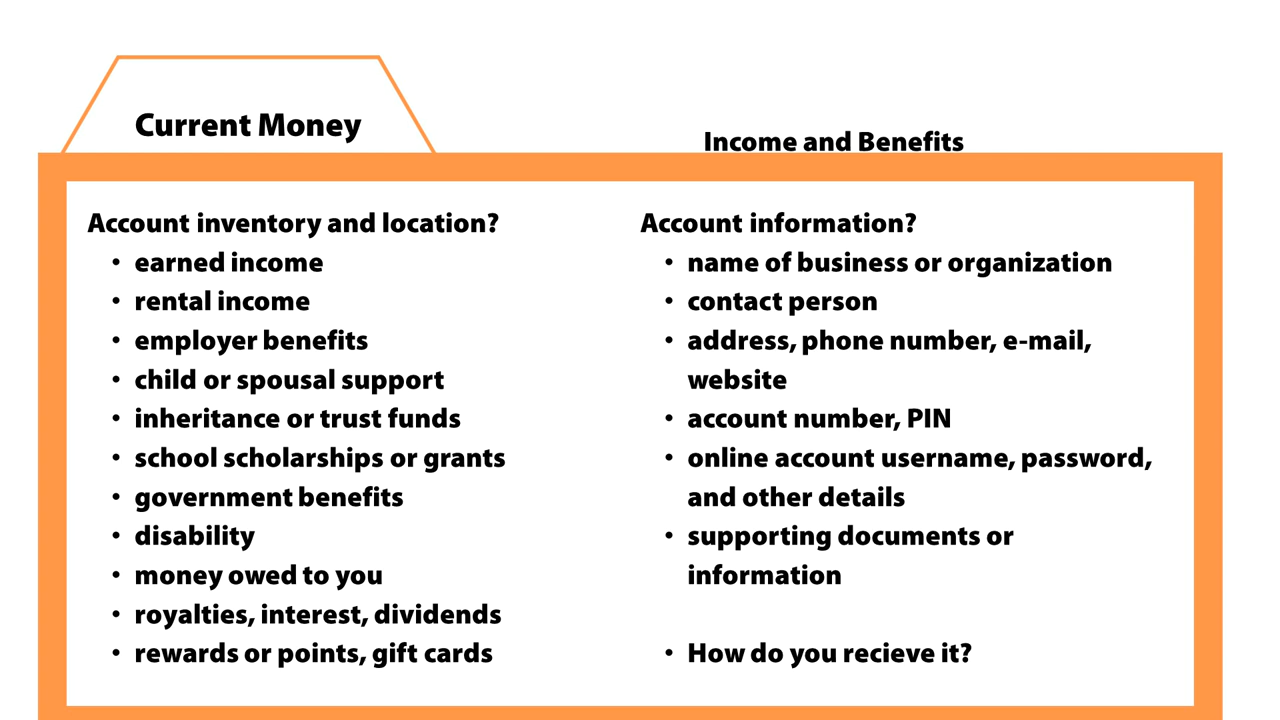 Current Money
Income and Benefits
Account inventory and location?
• earned income
• rental income
• employer benefits
• child or spousal support
• inheritance or trust funds
• school scholarships or grants
• government benefits
• disability
• money owed to you
• royalties, interest, dividends
• rewards or points, gift cards
Account information?
• name of business or organization
• contact person
• address, phone number, e-mail,
website
• account number, PIN
• online account username, password,
and other details
• supporting documents or
information
• How do you recieve it?